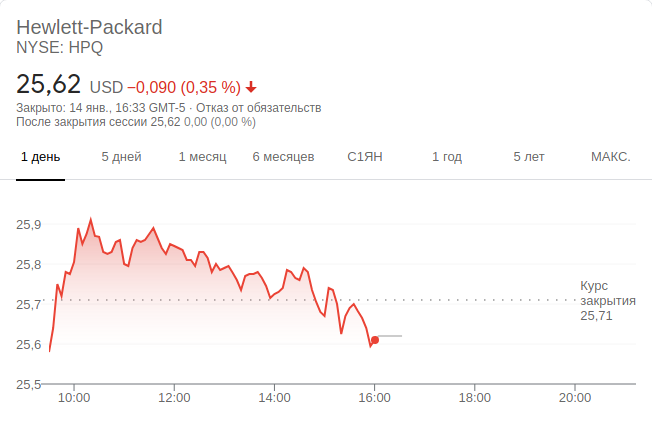 Hewlett-Packard
NYSE: HPQ
25,62 USD −0,090 (0,35 %)
Закрыто: 14 янв., 16:33 GMT-5 · Отказ от обязательств
После закрытия сессии 25,62 0,00 (0,00 %)
1 день 5 дней 1 месяц 6 месяцев С1ЯН 1 год 5 лет МАКС.
25,9
25,8
25,7
25,6
25,5
Курс
закрытия
25,71
10:00 12:00 14:00 16:00 18:00 20:00